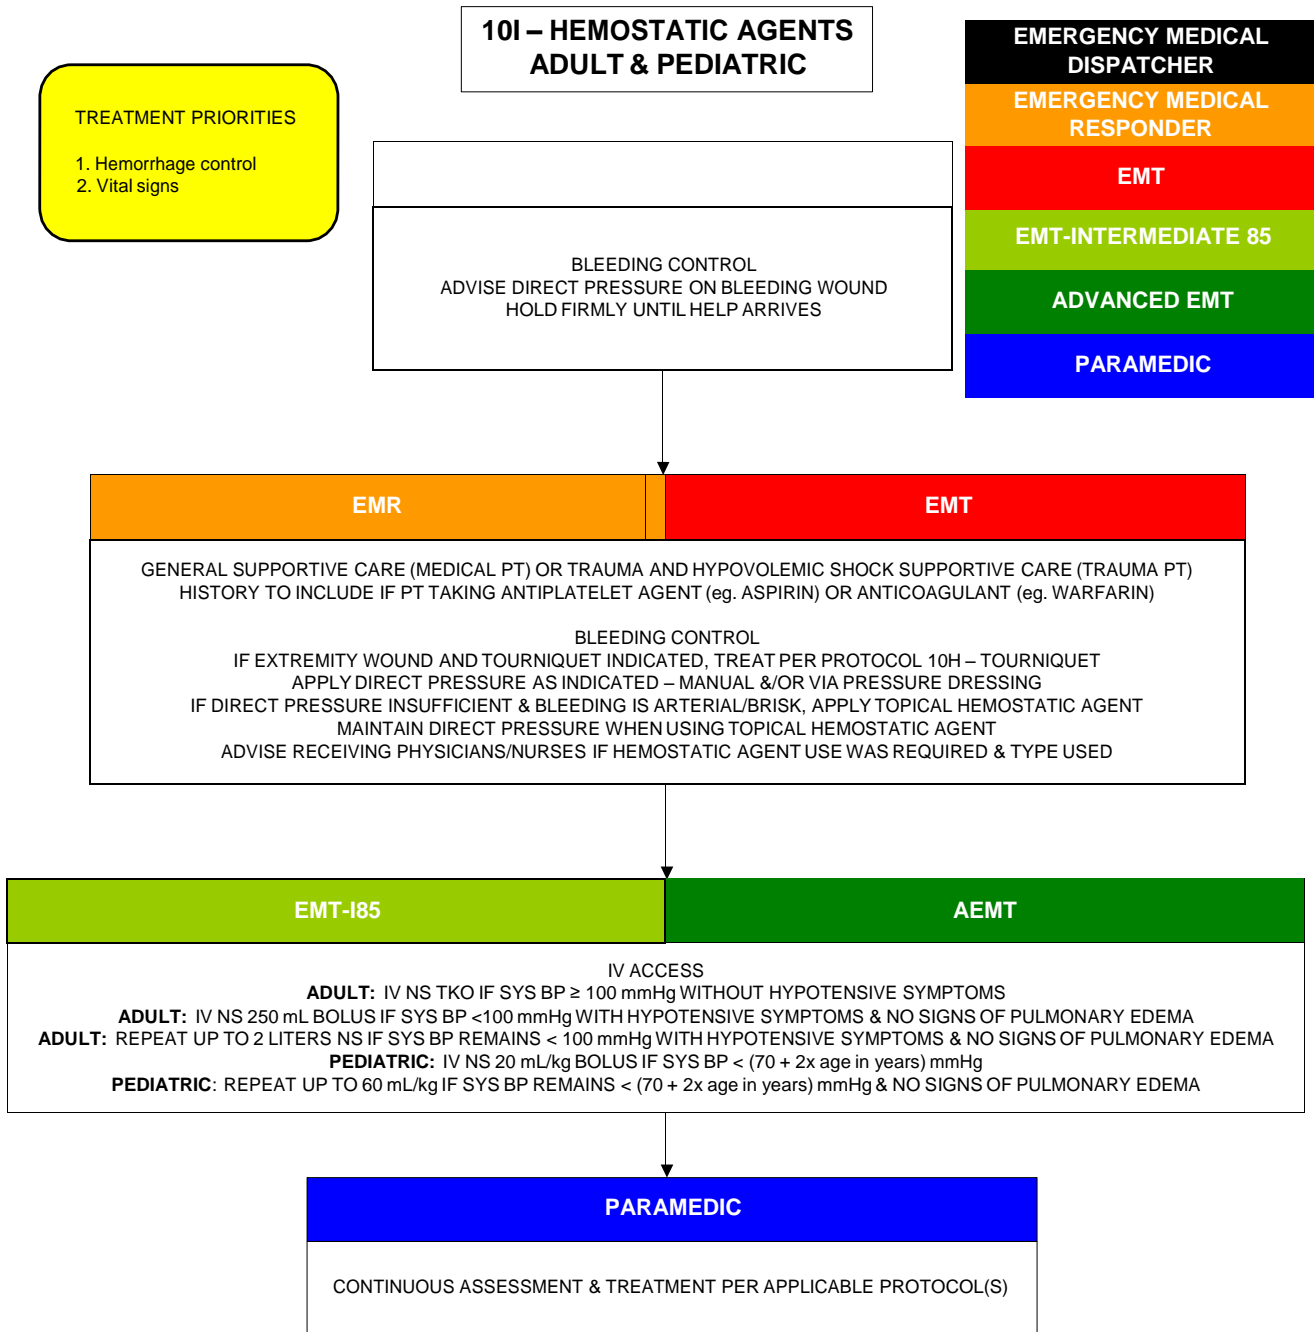 10I – HEMOSTATIC AGENTS
ADULT & PEDIATRIC
TREATMENT PRIORITIES
1. Hemorrhage control
2. Vital signs
EMERGENCY MEDICAL
DISPATCHER
EMERGENCY MEDICAL
RESPONDER
EMT
EMT-INTERMEDIATE 85
ADVANCED EMT
PARAMEDIC
BLEEDING CONTROL
ADVISE DIRECT PRESSURE ON BLEEDING WOUND
HOLD FIRMLY UNTIL HELP ARRIVES
EMR
EMT
GENERAL SUPPORTIVE CARE (MEDICAL PT) OR TRAUMA AND HYPOVOLEMIC SHOCK SUPPORTIVE CARE (TRAUMA PT)
HISTORY TO INCLUDE IF PT TAKING ANTIPLATELET AGENT (eg. ASPIRIN) OR ANTICOAGULANT (eg. WARFARIN)
BLEEDING CONTROL
IF EXTREMITY WOUND AND TOURNIQUET INDICATED, TREAT PER PROTOCOL 10H – TOURNIQUET
APPLY DIRECT PRESSURE AS INDICATED – MANUAL &/OR VIA PRESSURE DRESSING
IF DIRECT PRESSURE INSUFFICIENT & BLEEDING IS ARTERIAL/BRISK, APPLY TOPICAL HEMOSTATIC AGENT
MAINTAIN DIRECT PRESSURE WHEN USING TOPICAL HEMOSTATIC AGENT
ADVISE RECEIVING PHYSICIANS/NURSES IF HEMOSTATIC AGENT USE WAS REQUIRED & TYPE USED
EMT-I85
AEMT
IV ACCESS
ADULT: IV NS TKO IF SYS BP ≥ 100 mmHg WITHOUT HYPOTENSIVE SYMPTOMS
ADULT: IV NS 250 mL BOLUS IF SYS BP <100 mmHg WITH HYPOTENSIVE SYMPTOMS & NO SIGNS OF PULMONARY EDEMA
ADULT: REPEAT UP TO 2 LITERS NS IF SYS BP REMAINS < 100 mmHg WITH HYPOTENSIVE SYMPTOMS & NO SIGNS OF PULMONARY EDEMA
PEDIATRIC: IV NS 20 mL/kg BOLUS IF SYS BP < (70 + 2x age in years) mmHg
PEDIATRIC: REPEAT UP TO 60 mL/kg IF SYS BP REMAINS < (70 + 2x age in years) mmHg & NO SIGNS OF PULMONARY EDEMA
PARAMEDIC
CONTINUOUS ASSESSMENT & TREATMENT PER APPLICABLE PROTOCOL(S)